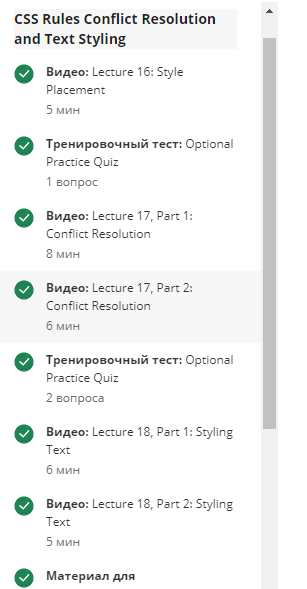 CSS Rules Conflict Resolution
and Text Styling
Видео: Lecture 16: Style
Placement
5 мин
Тренировочный тест: Optional
Practice Quiz
1 вопрос
Видео: Lecture 17, Part 1:
Conflict Resolution
8 мин
Видео: Lecture 17, Part 2:
Conflict Resolution
6 мин
Тренировочный тест: Optional
Practice Quiz
2 вопроса
Видео: Lecture 18, Part 1: Styling
Text
6 мин
Видео: Lecture 18, Part 2: Styling
Text
5 мин
Материал для